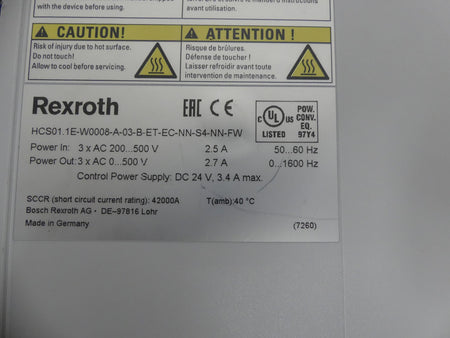 shipped with
with the device before using.
avant utilisation.
CAUTION!
Risk of injury due to hot surface.
Do not touch!
Allow to cool before servicing.
ATTENTION !
Risque de brûlures.
Défense de toucher!
Laisser refroidir avant toute
intervention de maintenance.
Rexroth
EAC CE
UL
C US
LISTED
POW.
CONV.
EQ.
97Y4
HCS01.1E-W0008-A-03-B-ET-EC-NN-S4-NN-FW
Power In: 3 x AC 200...500 V 2.5 A 50...60 Hz
Power Out: 3 x AC 0...500 V 2.7 A 0...1600 Hz
Control Power Supply: DC 24 V, 3.4 A max.
SCCR (short circuit current rating): 42000A T(amb):40 °C
Bosch Rexroth AG • DE-97816 Lohr
Made in Germany
(7260)